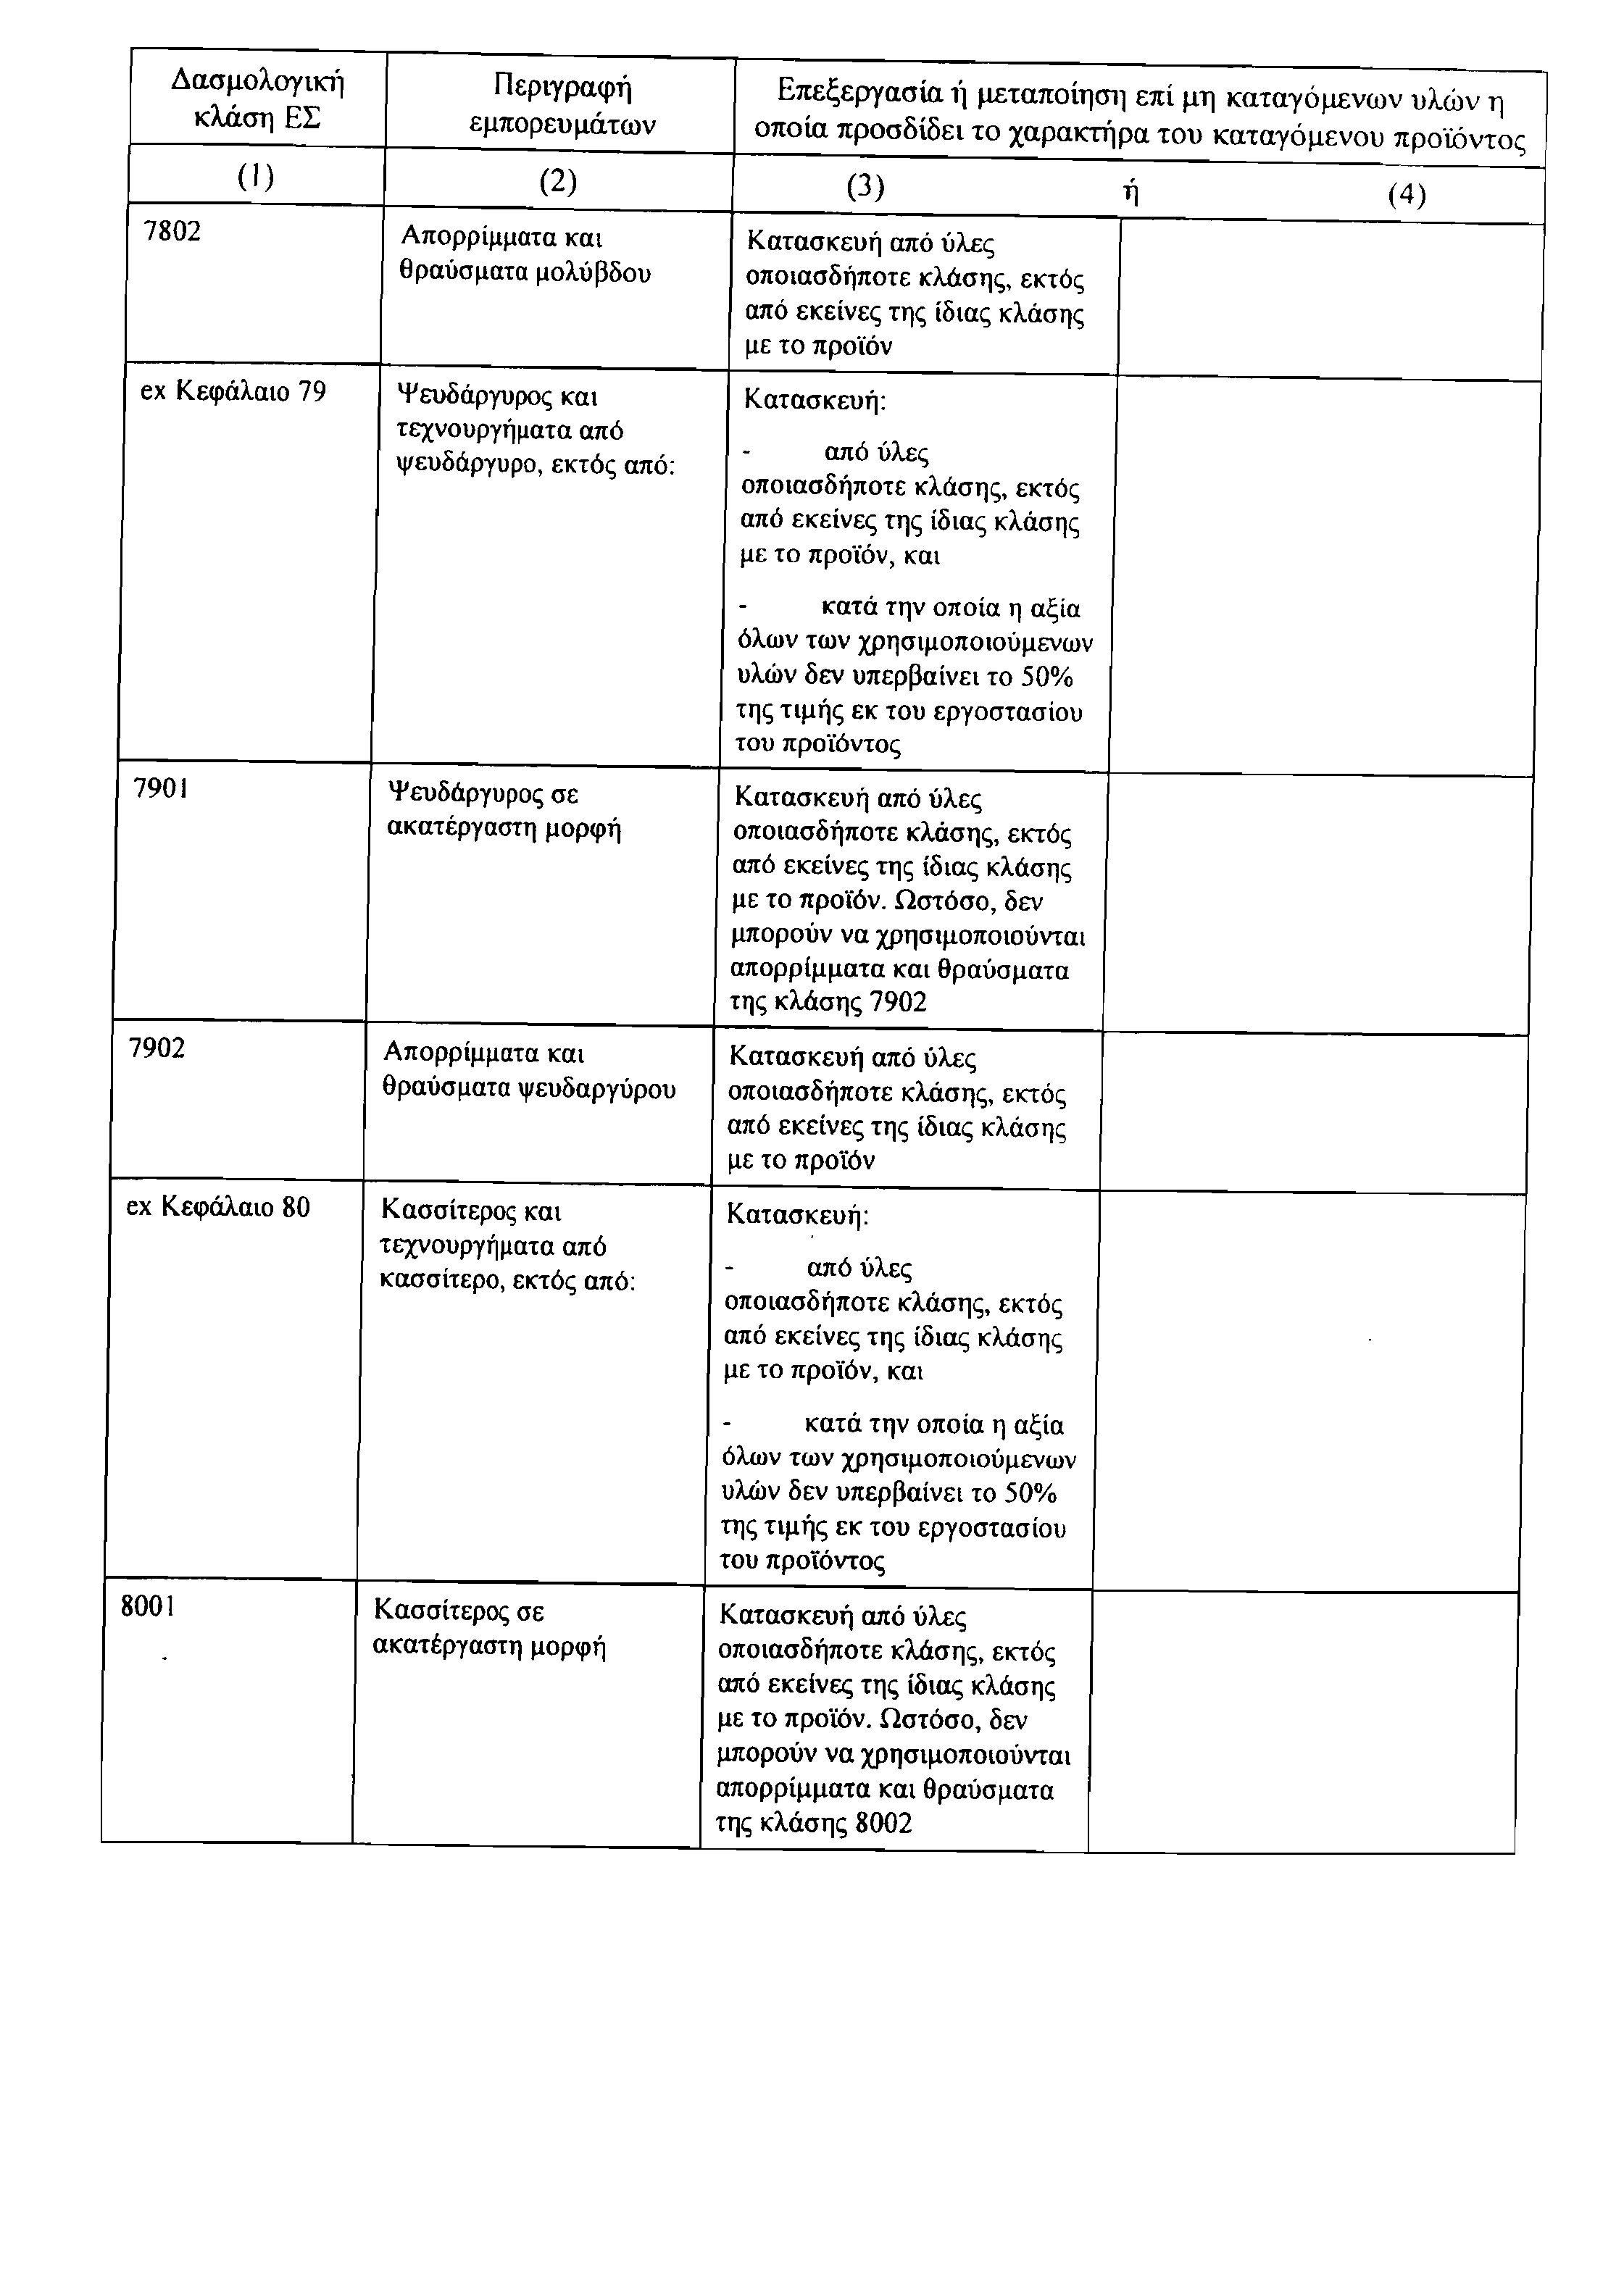 Δασμολογική
κλάση ΕΣ
Περιγραφή
εμπορευμάτων
Επεξεργασία ή μεταποίηση επί μη καταγόμενων υλών η
οποία προσδίδει το χαρακτήρα του καταγόμενου προϊόντος
(1)
(2)
(3) ή (4)
7802
Απορρίμματα και
θραύσματα μολύβδου
Κατασκευή από ύλες
οποιασδήποτε κλάσης, εκτός
από εκείνες της ίδιας κλάσης
με το προϊόν
ex Κεφάλαιο 79
Ψευδάργυρος και
τεχνουργήματα από
ψευδάργυρο, εκτός από:
Κατασκευή:
- από ύλες
οποιασδήποτε κλάσης, εκτός
από εκείνες της ίδιας κλάσης
με το προϊόν, και
- κατά την οποία η αξία
όλων των χρησιμοποιούμενων
υλών δεν υπερβαίνει το 50%
της τιμής εκ του εργοστασίου
του προϊόντος
7901
Ψευδάργυρος σε
ακατέργαστη μορφή
Κατασκευή από ύλες
οποιασδήποτε κλάσης, εκτός
από εκείνες της ίδιας κλάσης
με το προϊόν. Ωστόσο, δεν
μπορούν να χρησιμοποιούνται
απορρίμματα και θραύσματα
της κλάσης 7902
7902
Απορρίμματα και
θραύσματα ψευδαργύρου
Κατασκευή από ύλες
οποιασδήποτε κλάσης, εκτός
από εκείνες της ίδιας κλάσης
με το προϊόν
ex Κεφάλαιο 80
Κασσίτερος και
τεχνουργήματα από
κασσίτερο, εκτός από:
Κατασκευή:
- από ύλες
οποιασδήποτε κλάσης, εκτός
από εκείνες της ίδιας κλάσης
με το προϊόν, και
- κατά την οποία η αξία
όλων των χρησιμοποιούμενων
υλών δεν υπερβαίνει το 50%
της τιμής εκ του εργοστασίου
του προϊόντος
8001
Κασσίτερος σε
ακατέργαστη μορφή
Κατασκευή από ύλες
οποιασδήποτε κλάσης, εκτός
από εκείνες της ίδιας κλάσης
με το προϊόν. Ωστόσο, δεν
μπορούν να χρησιμοποιούνται
απορρίμματα και θραύσματα
της κλάσης 8002